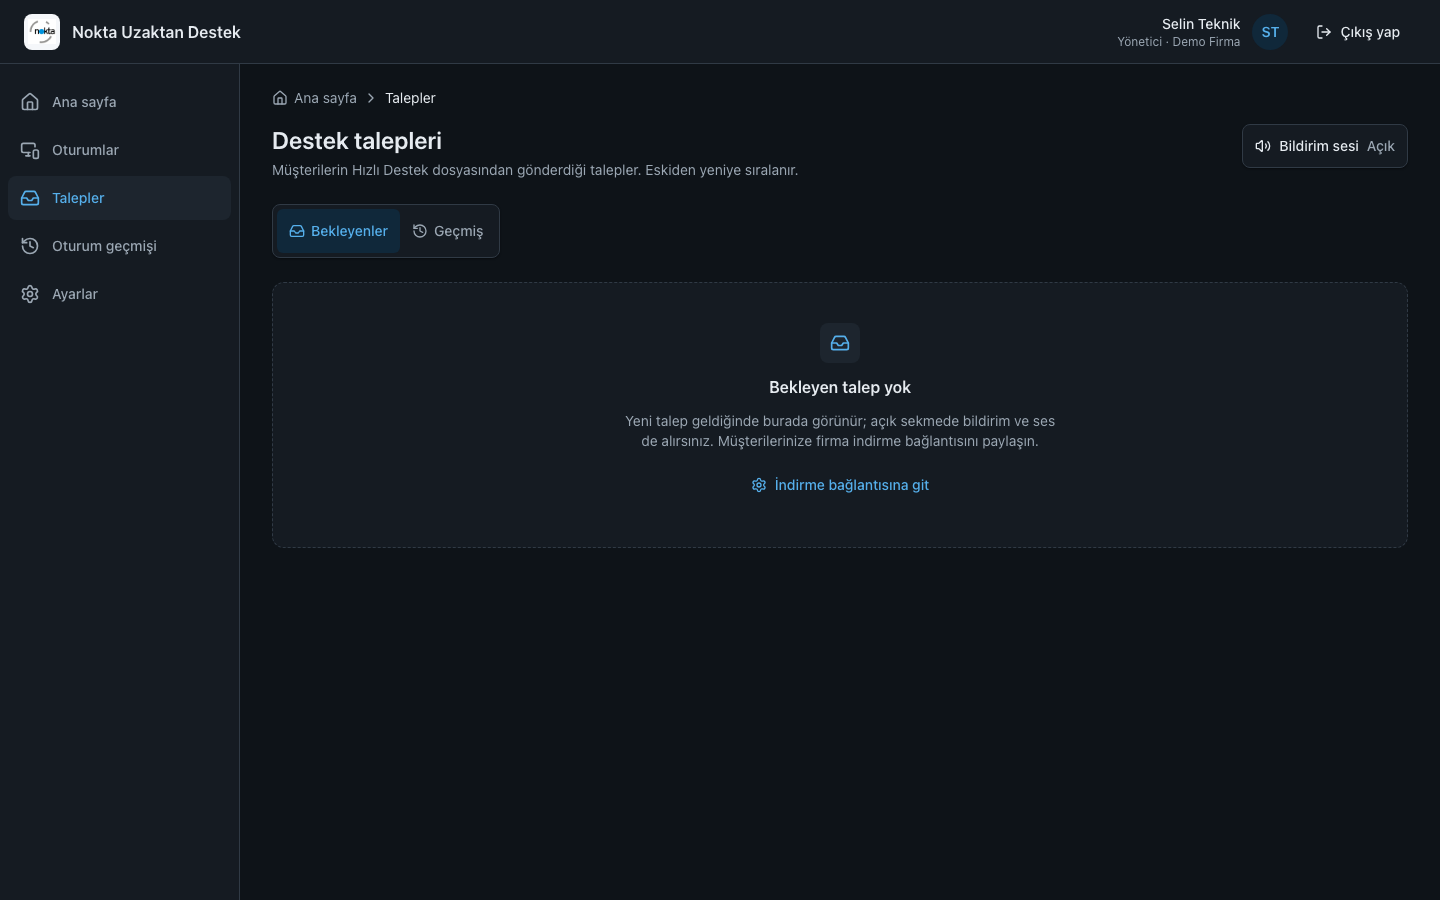 nokta
Nokta Uzaktan Destek
Selin Teknik
Yönetici · Demo Firma
ST
Çıkış yap
Ana sayfa
Oturumlar
Talepler
Oturum geçmişi
Ayarlar
Ana sayfa
Talepler
Destek talepleri
Müşterilerin Hızlı Destek dosyasından gönderdiği talepler. Eskiden yeniye sıralanır.
Bildirim sesi Açık
Bekleyenler
Geçmiş
Bekleyen talep yok
Yeni talep geldiğinde burada görünür; açık sekmede bildirim ve ses
de alırsınız. Müşterilerinize firma indirme bağlantısını paylaşın.
İndirme bağlantısına git